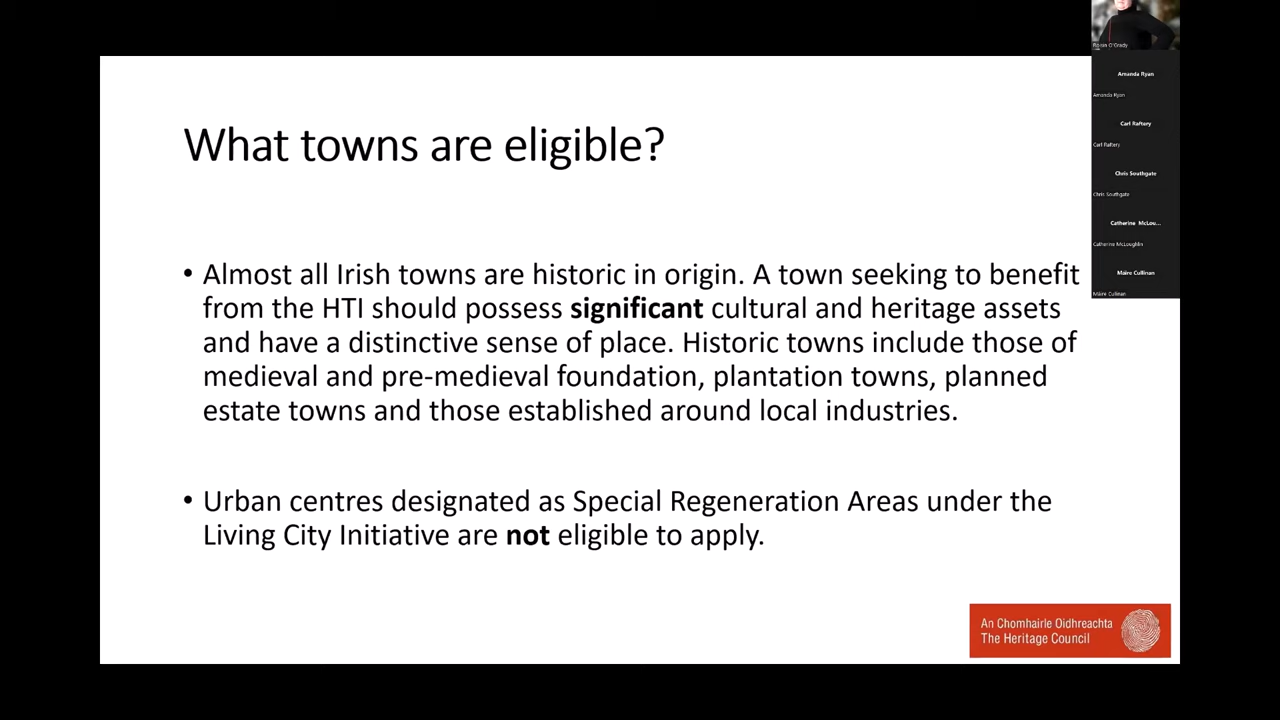 What towns are eligible?
• Almost all Irish towns are historic in origin. A town seeking to benefit
from the HTI should possess significant cultural and heritage assets
and have a distinctive sense of place. Historic towns include those of
medieval and pre-medieval foundation, plantation towns, planned
estate towns and those established around local industries.
• Urban centres designated as Special Regeneration Areas under the
Living City Initiative are not eligible to apply.
An Chomhairle Oidhreachta
The Heritage Council
Roisin O'Grady
Amanda Ryan
Amanda Ryan
Carl Raftery
Carl Raftery
Chris Southgate
Chris Southgate
Catherine McLou...
Catherine McLoughlin
Máire Cullinan
Máire Cullinan